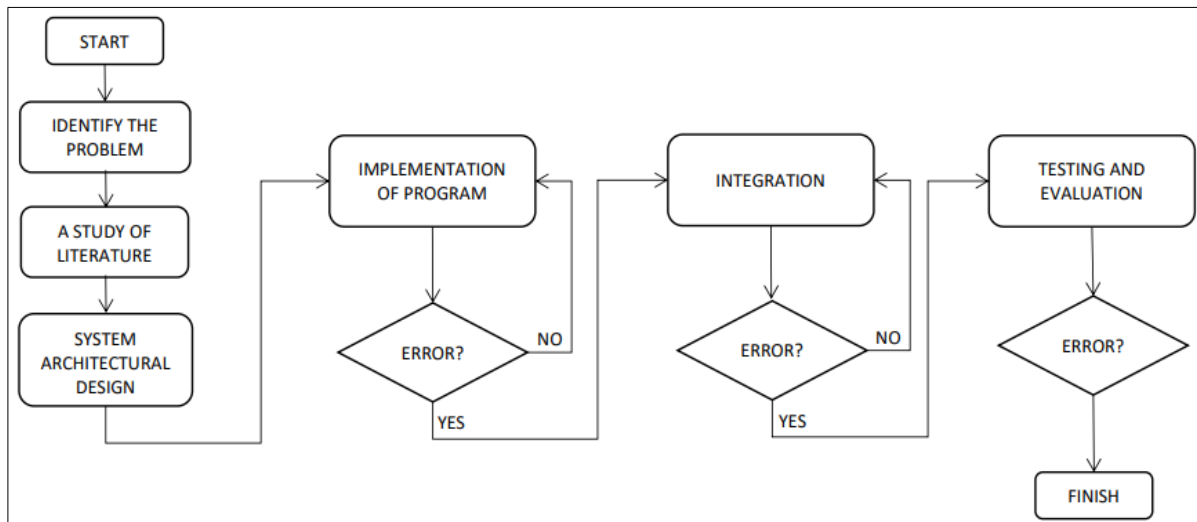 START
IDENTIFY THE
PROBLEM
A STUDY OF
LITERATURE
SYSTEM
ARCHITECTURAL
DESIGN
IMPLEMENTATION
OF PROGRAM
ERROR?
NO
YES
INTEGRATION
ERROR?
NO
YES
TESTING AND
EVALUATION
ERROR?
FINISH